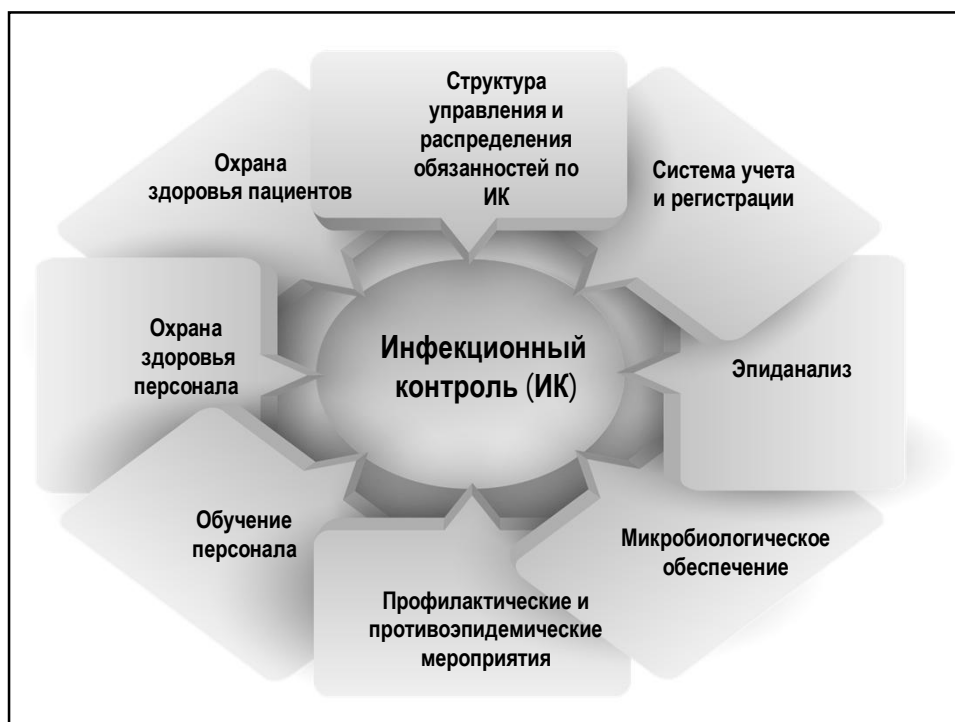 Структура
управления и
распределения
обязанностей по
ИК
Система учета
и регистрации
Эпиданализ
Микробиологическое
обеспечение
Профилактические и
противоэпидемические
мероприятия
Обучение
персонала
Охрана
здоровья
персонала
Охрана
здоровья пациентов
Инфекционный
контроль (ИК)